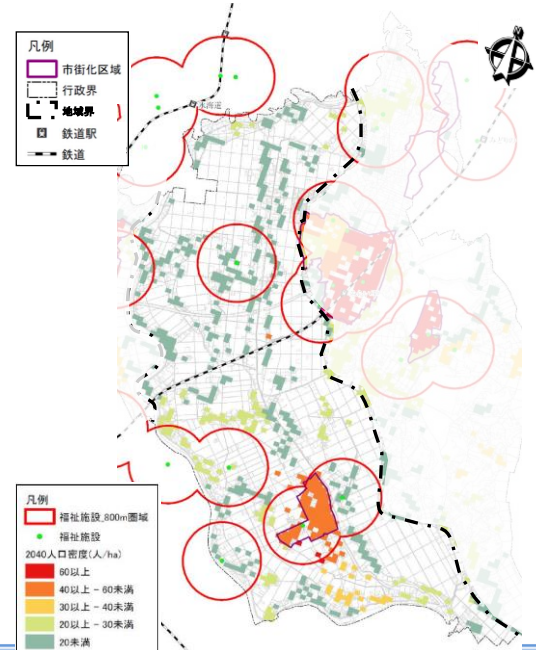 凡例
市街化区域
行政界
地域界
鉄道駅
鉄道
北海道
凡例
福祉施設_800m圏域
福祉施設
2040人口密度(人/ha)
60以上
40以上 - 60未満
30以上 - 40未満
20以上 - 30未満
20未満